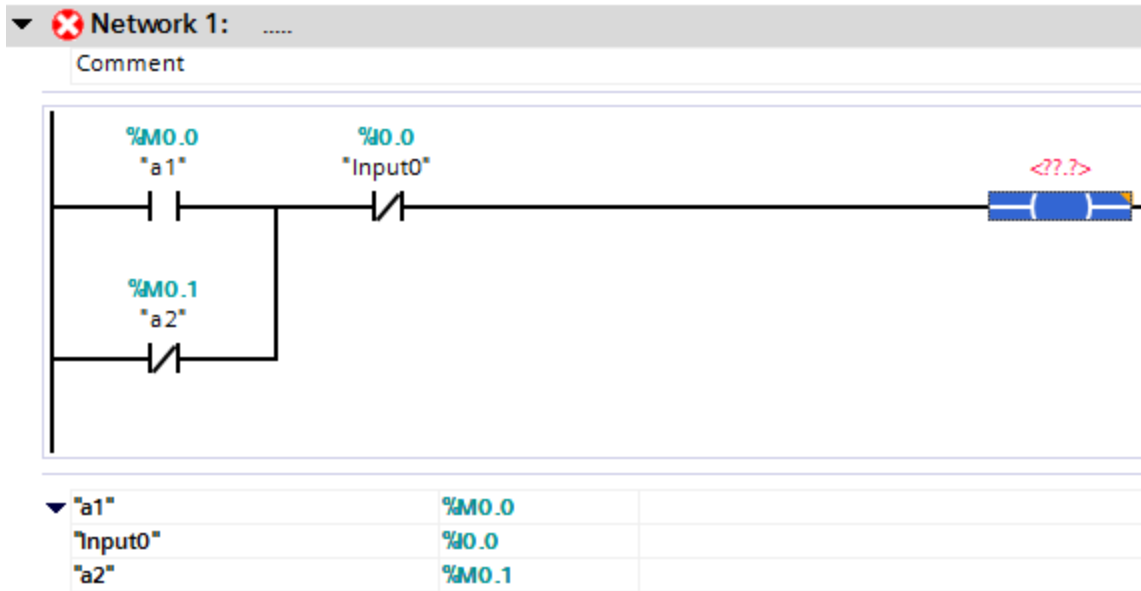 Network 1: .....
Comment
%M0.0 %I0.0
"a1" "Input0" <??.?>
%M0.1
"a2"
"a1" %M0.0
"Input0" %I0.0
"a2" %M0.1